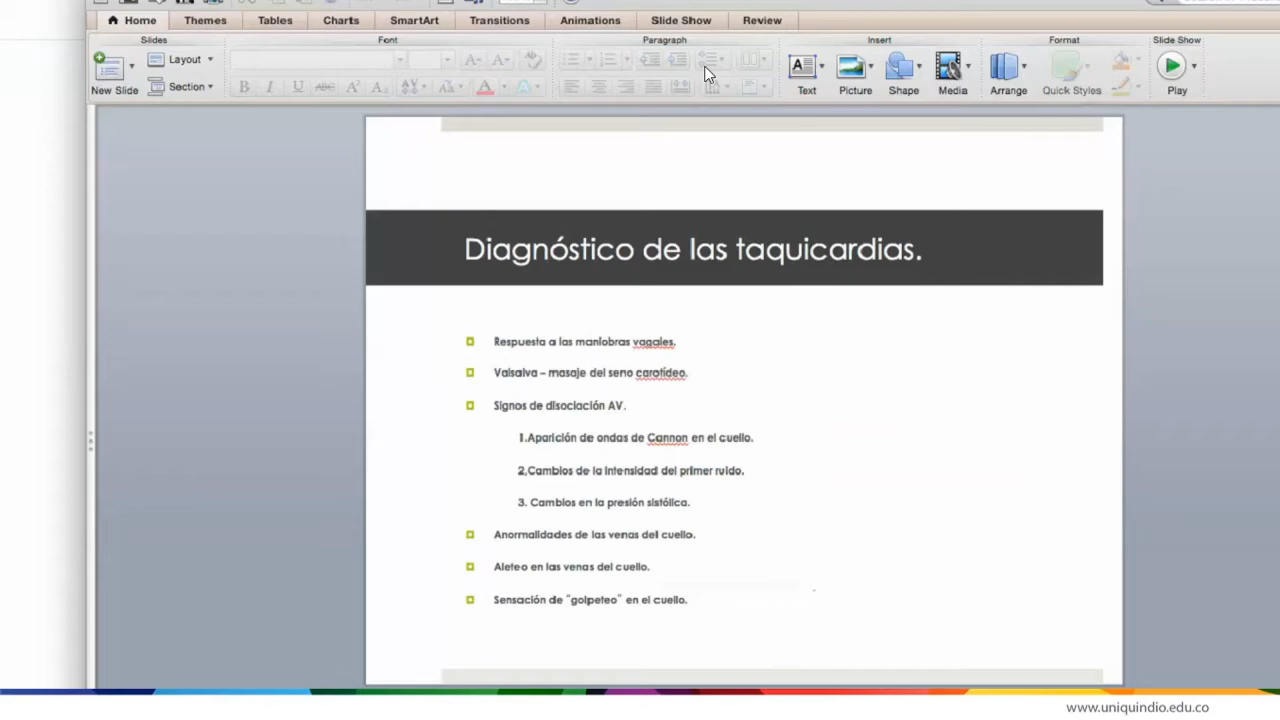 Home Themes Tables Charts SmartArt Transitions Animations Slide Show Review
Slides Font Paragraph Insert Format Slide Show
Layout
New Slide Section Text Picture Shape Media Arrange Quick Styles Play
Diagnóstico de las taquicardias.
Respuesta a las maniobras vagales.
Valsalva – masaje del seno carotídeo.
Signos de disociación AV.
1.Aparición de ondas de Cannon en el cuello.
2,Cambios de la intensidad del primer ruido.
3. Cambios en la presión sistólica.
Anormalidades de las venas del cuello.
Aleteo en las venas del cuello.
Sensación de "golpeteo" en el cuello.
www.uniquindio.edu.co